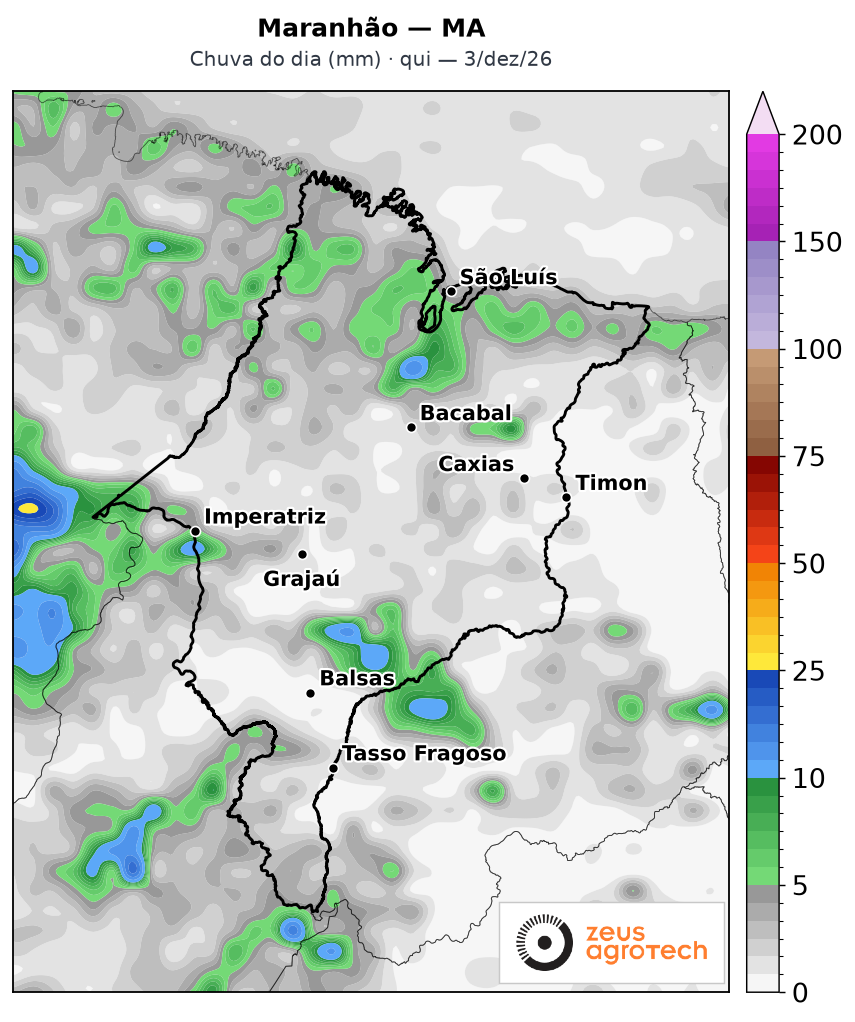 Maranhão — MA
Chuva do dia (mm) · qui — 3/dez/26
200
150
100
75
50
25
10
5
0
São Luís
Bacabal
Caxias
Timon
Imperatriz
Grajaú
Balsas
Tasso Fragoso
zeus
agrotech